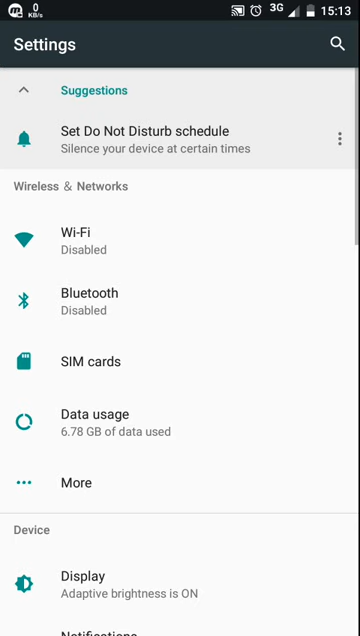 0
KB/s
3G
15:13
Settings
Suggestions
Set Do Not Disturb schedule
Silence your device at certain times
Wireless & Networks
Wi-Fi
Disabled
Bluetooth
Disabled
SIM cards
Data usage
6.78 GB of data used
More
Device
Display
Adaptive brightness is ON
Notifications